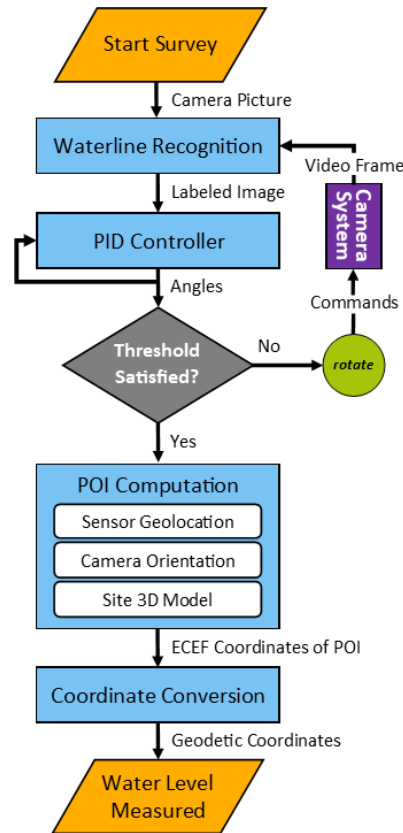 Start Survey
Camera Picture
Waterline Recognition
Video Frame
Labeled Image
Camera
System
PID Controller
Angles
Commands
Threshold
Satisfied?
No
rotate
Yes
POI Computation
Sensor Geolocation
Camera Orientation
Site 3D Model
ECEF Coordinates of POI
Coordinate Conversion
Geodetic Coordinates
Water Level
Measured